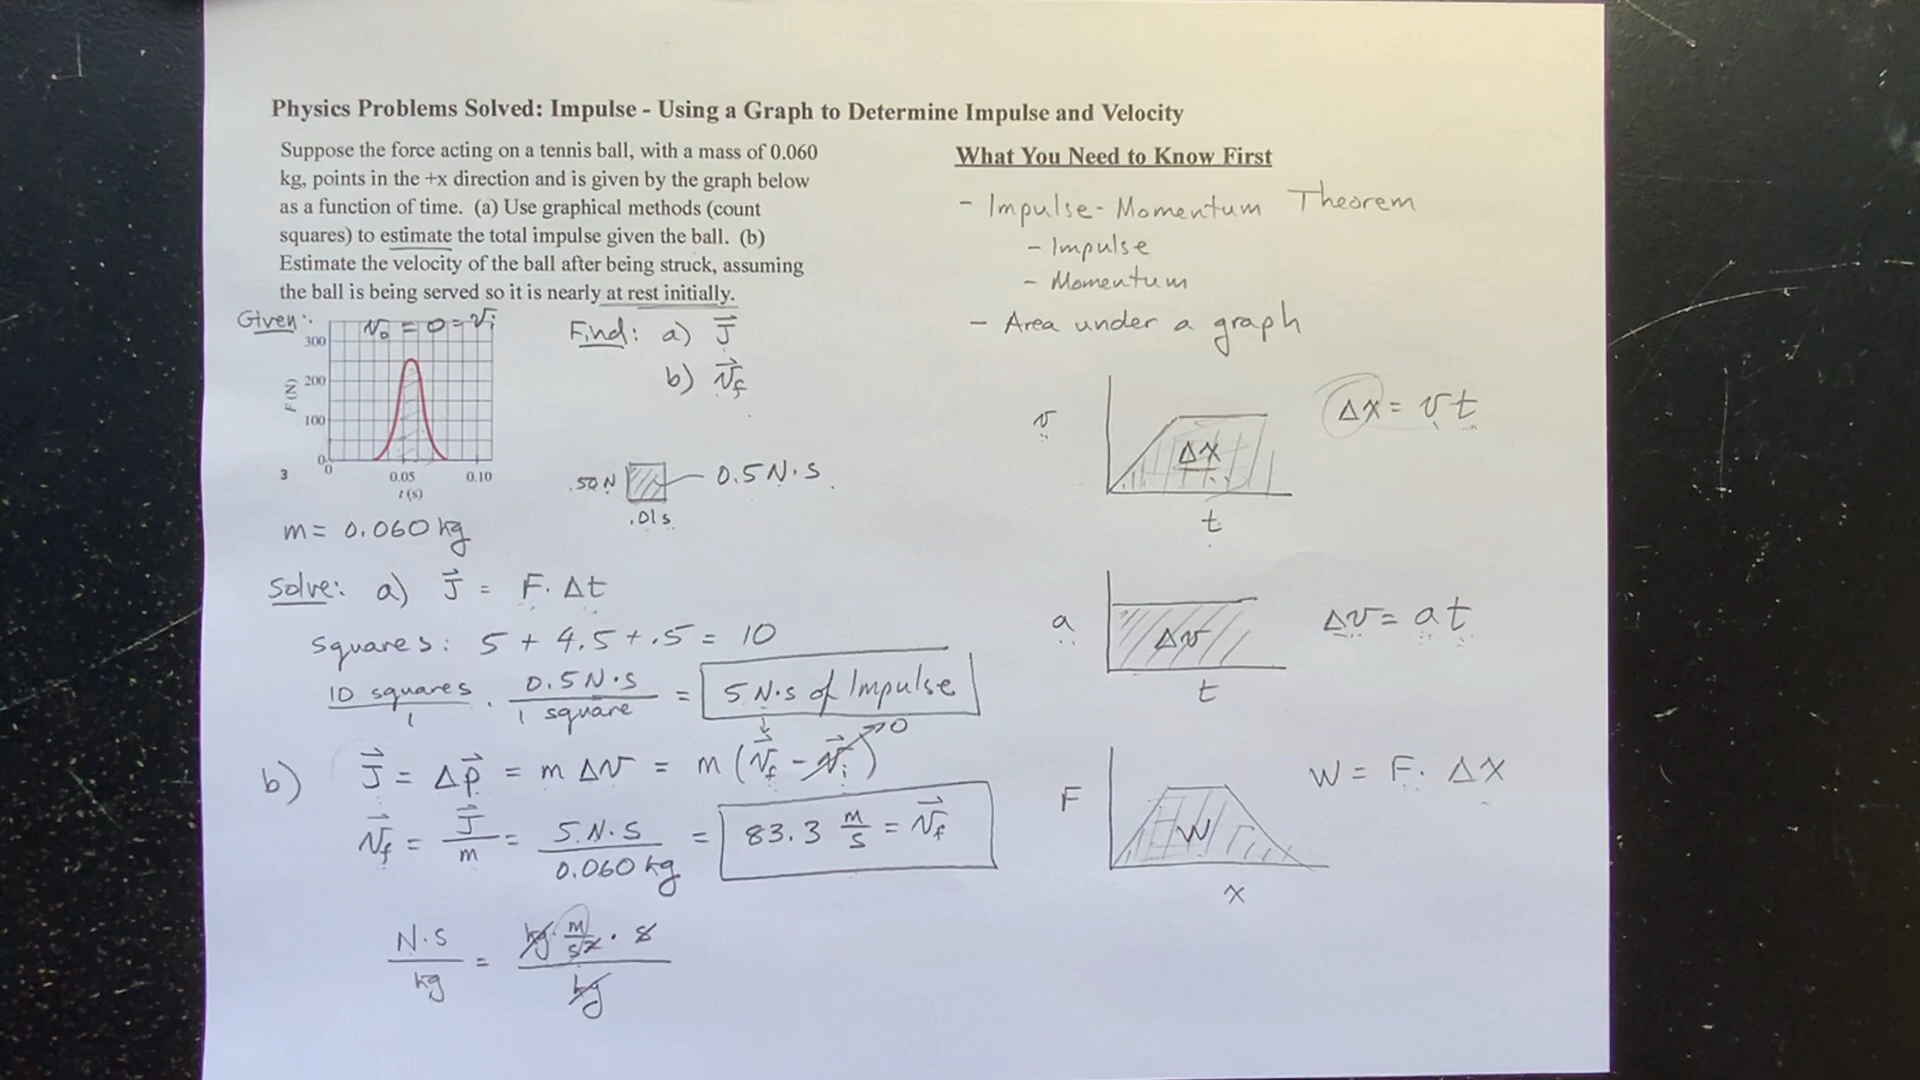 Physics Problems Solved: Impulse - Using a Graph to Determine Impulse and Velocity
Suppose the force acting on a tennis ball, with a mass of 0.060
kg, points in the +x direction and is given by the graph below
as a function of time. (a) Use graphical methods (count
squares) to estimate the total impulse given the ball. (b)
Estimate the velocity of the ball after being struck, assuming
the ball is being served so it is nearly at rest initially.
What You Need to Know First
- Impulse-Momentum Theorem
- Impulse
- Momentum
- Area under a graph
Given:
v₀ = 0 = vᵢ
300
200
100
0
F (N)
0
0.05
0.10
t (s)
3
Find: a) J⃗
b) v⃗f
.50 N
0.5 N·s
.01 s
m = 0.060 kg
Solve: a) J⃗ = F · Δt
squares: 5 + 4.5 + .5 = 10
10 squares / 1 · 0.5 N·s / 1 square = 5 N·s of Impulse
b) J⃗ = Δp⃗ = m Δv = m (v⃗f - v⃗ᵢ) → 0
v⃗f = J⃗ / m = 5 N·s / 0.060 kg = 83.3 m/s = v⃗f
N·s / kg = kg · m/s² · s / kg
v
Δx
t
Δx = v t
a
Δv
t
Δv = a t
F
W
x
W = F · Δx